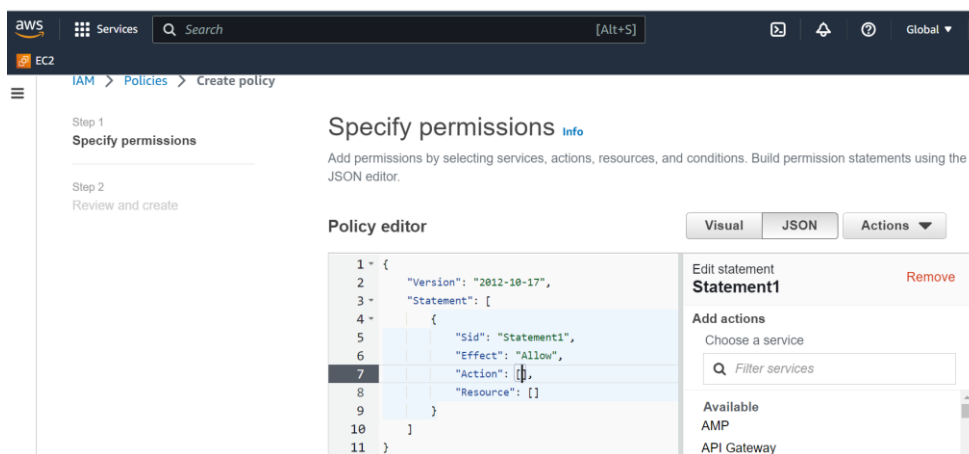 aws Services Search [Alt+S] Global
EC2
IAM > Policies > Create policy
Step 1
Specify permissions
Step 2
Review and create
Specify permissions Info
Add permissions by selecting services, actions, resources, and conditions. Build permission statements using the
JSON editor.
Policy editor
Visual JSON Actions
1 {
2 "Version": "2012-10-17",
3 "Statement": [
4 {
5 "Sid": "Statement1",
6 "Effect": "Allow",
7 "Action": [],
8 "Resource": []
9 }
10 ]
11 }
Edit statement
Statement1 Remove
Add actions
Choose a service
Filter services
Available
AMP
API Gateway